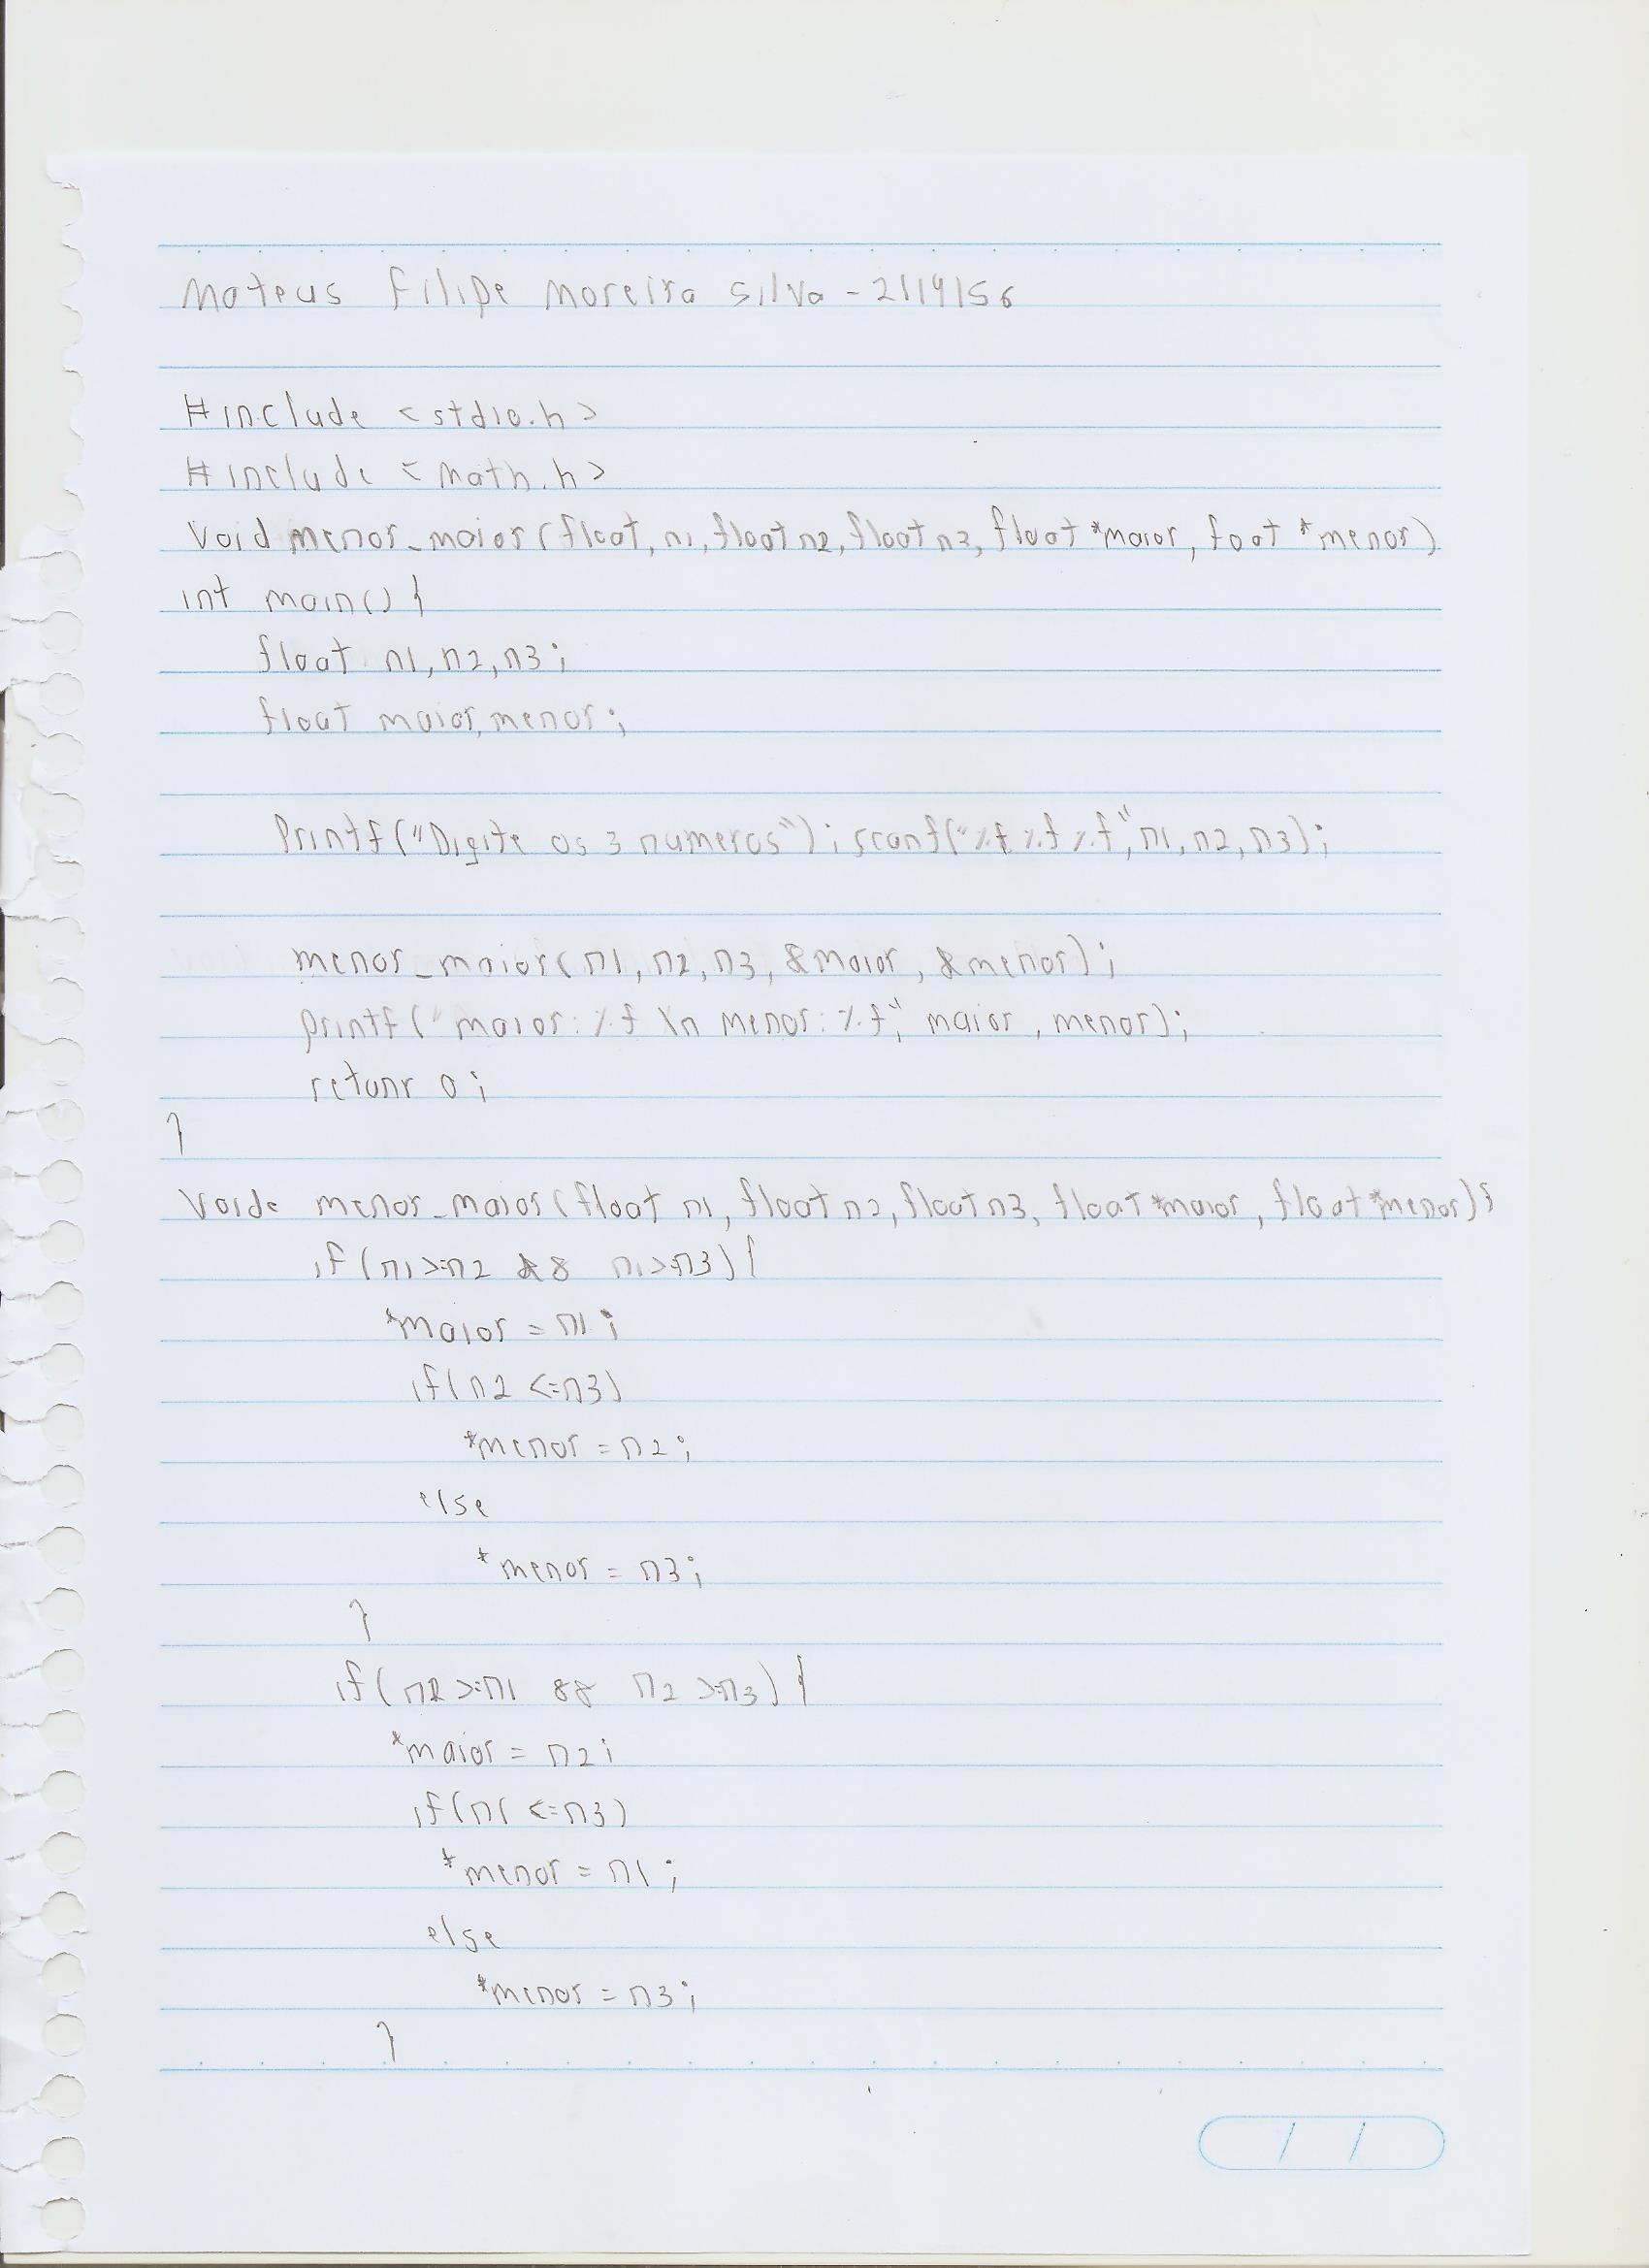 Mateus Filipe Moreira Silva - 2119156
#include <stdio.h>
#include <math.h>
Void menor_maior(float, n1, float n2, float n3, float *maior, foat *menor)
int main(){
float n1, n2, n3;
float maior, menor;
Printf("Digite os 3 numeros"); scanf("%f %f %f", n1, n2, n3);
menor_maior(n1, n2, n3, &maior, &menor);
printf("maior: %f \n menor: %f", maior, menor);
retunr 0;
}
Voide menor_maior(float n1, float n2, float n3, float *maior, float *menor){
if(n1>=n2 && n1>=n3){
*maior = n1;
if(n2 <=n3)
*menor = n2;
else
*menor = n3;
}
if(n2 >=n1 && n2 >=n3){
*maior = n2;
if(n1 <=n3)
*menor = n1;
else
*menor = n3;
}
/ /